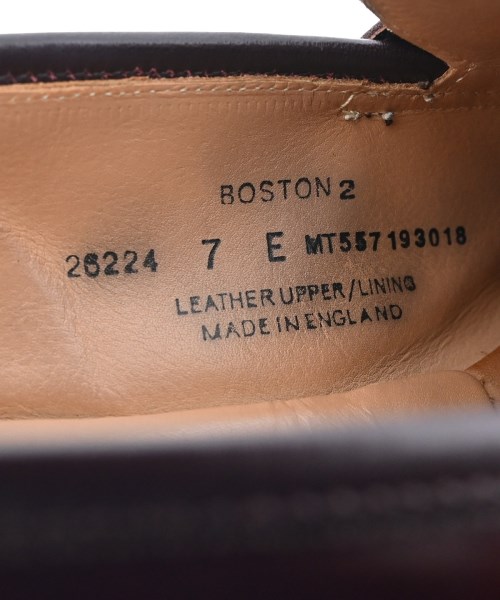 BOSTON 2
26224 7 E MT557193018
LEATHER UPPER/LINING
MADE IN ENGLAND